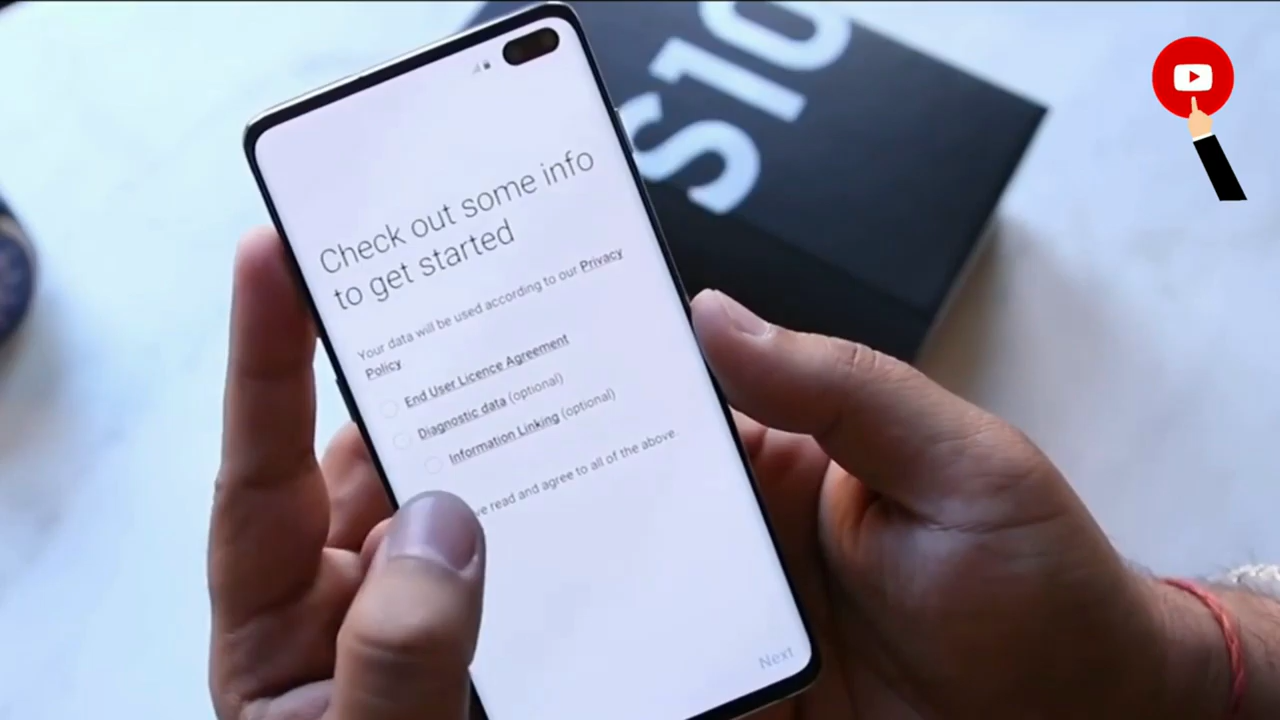 S10
Check out some info
to get started
Your data will be used according to our Privacy
Policy
End User Licence Agreement
Diagnostic data (optional)
Information Linking (optional)
read and agree to all of the above.
Next